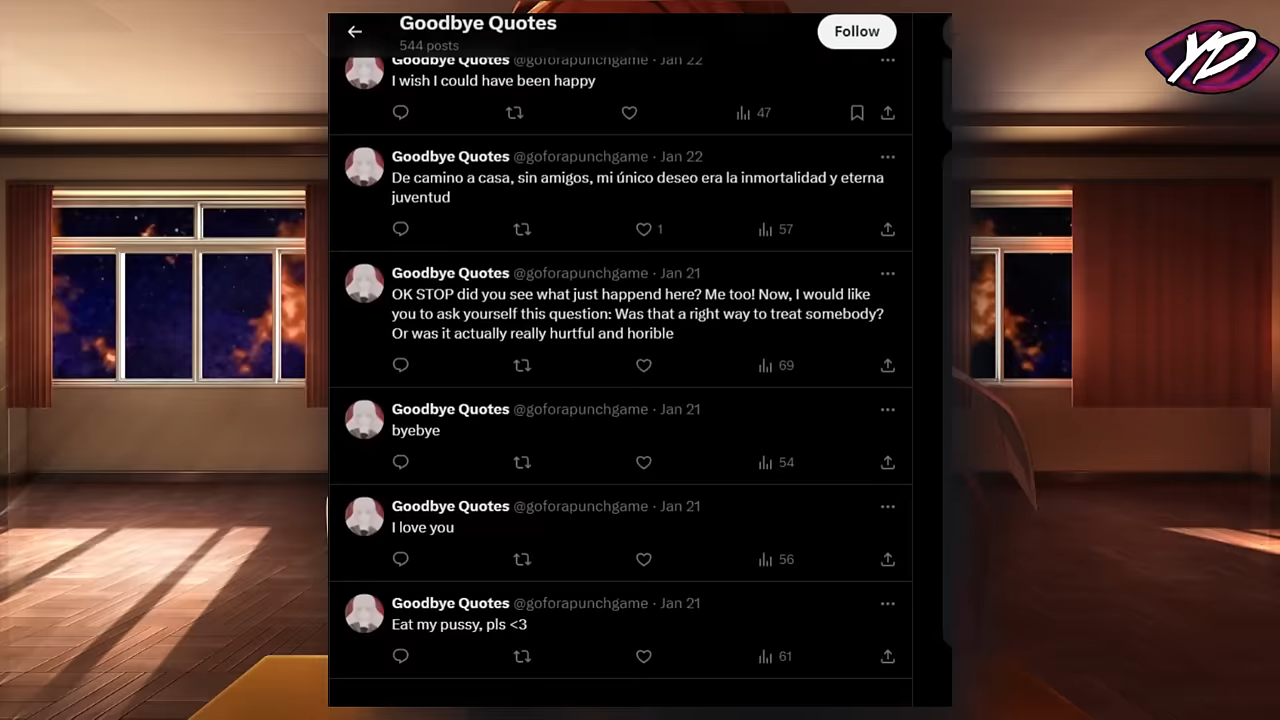 Goodbye Quotes
544 posts
Follow
YD
Goodbye Quotes @goforapunchgame · Jan 22
I wish I could have been happy
47
Goodbye Quotes @goforapunchgame · Jan 22
De camino a casa, sin amigos, mi único deseo era la inmortalidad y eterna
juventud
1
57
Goodbye Quotes @goforapunchgame · Jan 21
OK STOP did you see what just happend here? Me too! Now, I would like
you to ask yourself this question: Was that a right way to treat somebody?
Or was it actually really hurtful and horible
69
Goodbye Quotes @goforapunchgame · Jan 21
byebye
54
Goodbye Quotes @goforapunchgame · Jan 21
I love you
56
Goodbye Quotes @goforapunchgame · Jan 21
Eat my pussy, pls <3
61